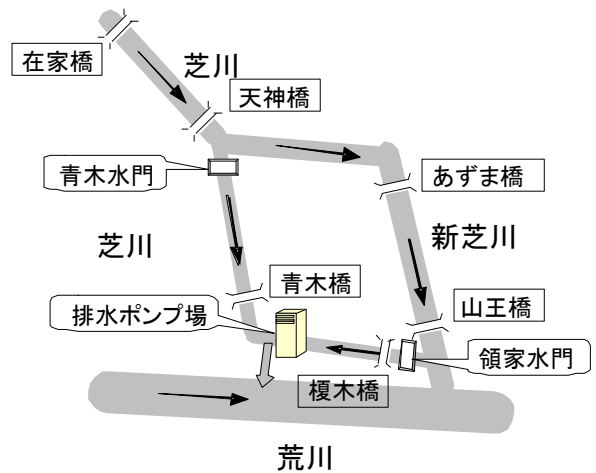 在家橋
芝川
天神橋
青木水門
あずま橋
芝川
新芝川
青木橋
排水ポンプ場
山王橋
領家水門
榎木橋
荒川